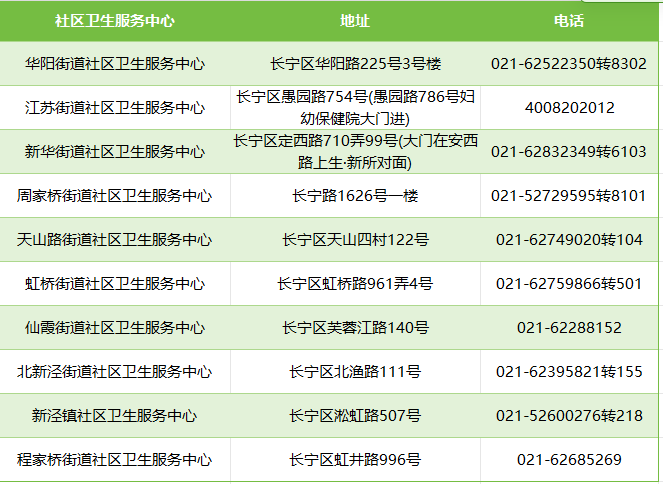 社区卫生服务中心 地址 电话
华阳街道社区卫生服务中心 长宁区华阳路225号3号楼 021-62522350转8302
江苏街道社区卫生服务中心 长宁区愚园路754号(愚园路786号妇
幼保健院大门进) 4008202012
新华街道社区卫生服务中心 长宁区定西路710弄99号(大门在安西
路上生·新所对面) 021-62832349转6103
周家桥街道社区卫生服务中心 长宁路1626号一楼 021-52729595转8101
天山路街道社区卫生服务中心 长宁区天山四村122号 021-62749020转104
虹桥街道社区卫生服务中心 长宁区虹桥路961弄4号 021-62759866转501
仙霞街道社区卫生服务中心 长宁区芙蓉江路140号 021-62288152
北新泾街道社区卫生服务中心 长宁区北渔路111号 021-62395821转155
新泾镇社区卫生服务中心 长宁区淞虹路507号 021-52600276转218
程家桥街道社区卫生服务中心 长宁区虹井路996号 021-62685269